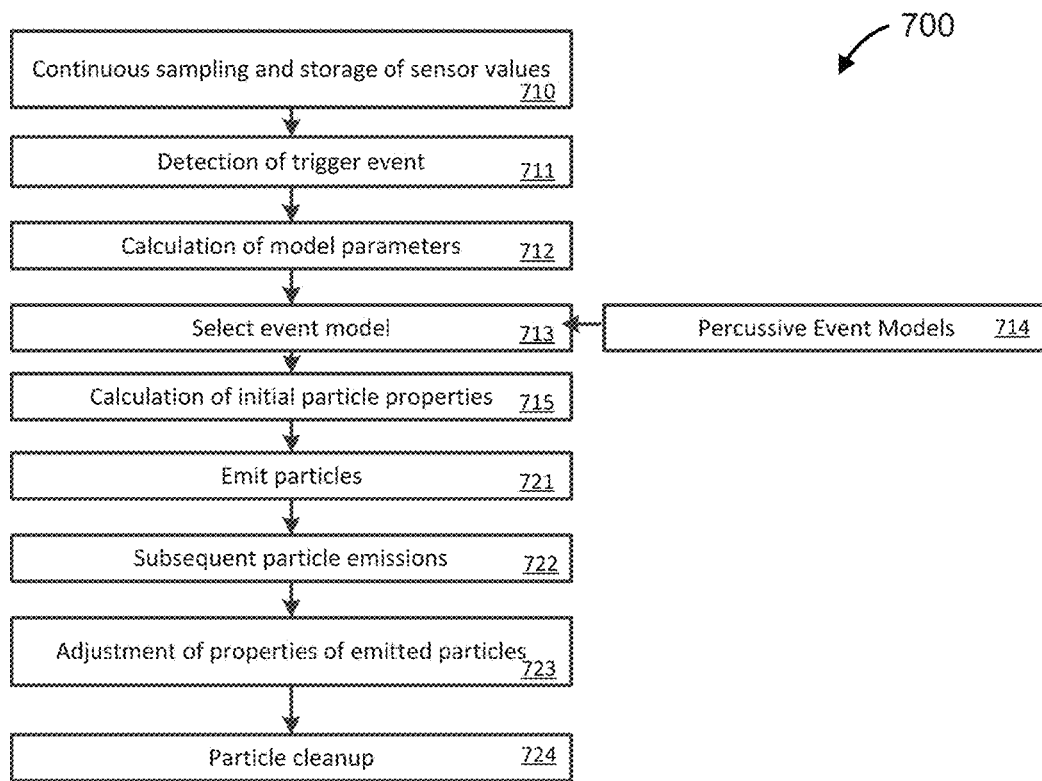 700
Continuous sampling and storage of sensor values
710
Detection of trigger event
711
Calculation of model parameters
712
Select event model
713
Percussive Event Models
714
Calculation of initial particle properties
715
Emit particles
721
Subsequent particle emissions
722
Adjustment of properties of emitted particles
723
Particle cleanup
724